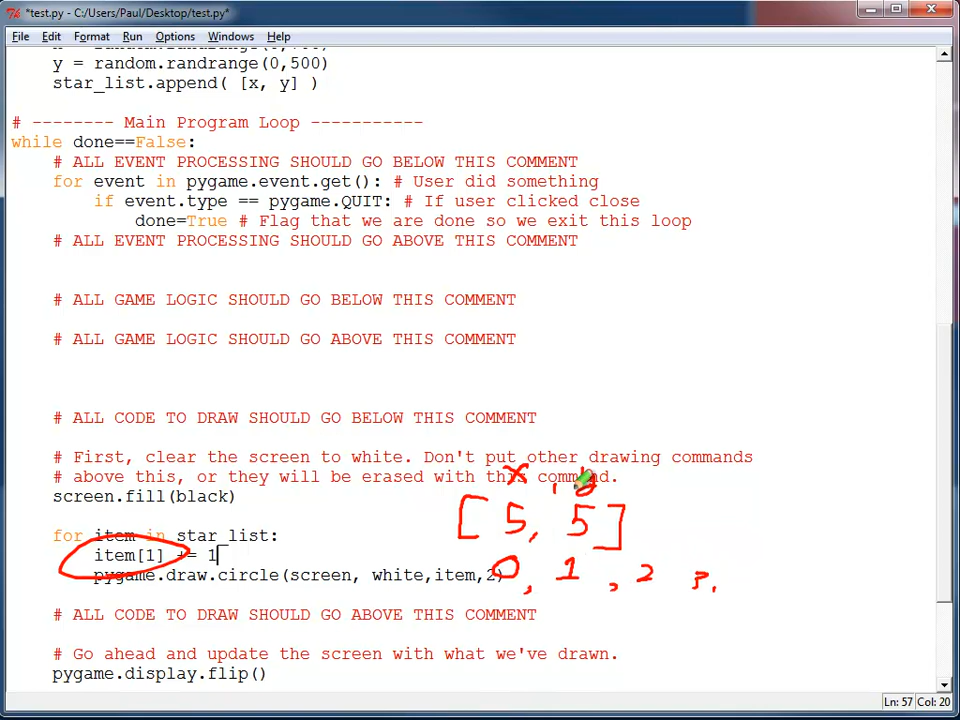 *test.py - C:/Users/Paul/Desktop/test.py*
File Edit Format Run Options Windows Help
y = random.randrange(0,500)
star_list.append( [x, y] )
# -------- Main Program Loop -----------
while done==False:
# ALL EVENT PROCESSING SHOULD GO BELOW THIS COMMENT
for event in pygame.event.get(): # User did something
if event.type == pygame.QUIT: # If user clicked close
done=True # Flag that we are done so we exit this loop
# ALL EVENT PROCESSING SHOULD GO ABOVE THIS COMMENT
# ALL GAME LOGIC SHOULD GO BELOW THIS COMMENT
# ALL GAME LOGIC SHOULD GO ABOVE THIS COMMENT
# ALL CODE TO DRAW SHOULD GO BELOW THIS COMMENT
# First, clear the screen to white. Don't put other drawing commands
# above this, or they will be erased with this command.
x , y
screen.fill(black)
[ 5, 5 ]
for item in star_list:
item[1] += 1
0, 1 , 2 3.
pygame.draw.circle(screen, white,item,2)
# ALL CODE TO DRAW SHOULD GO ABOVE THIS COMMENT
# Go ahead and update the screen with what we've drawn.
pygame.display.flip()
Ln: 57 Col: 20